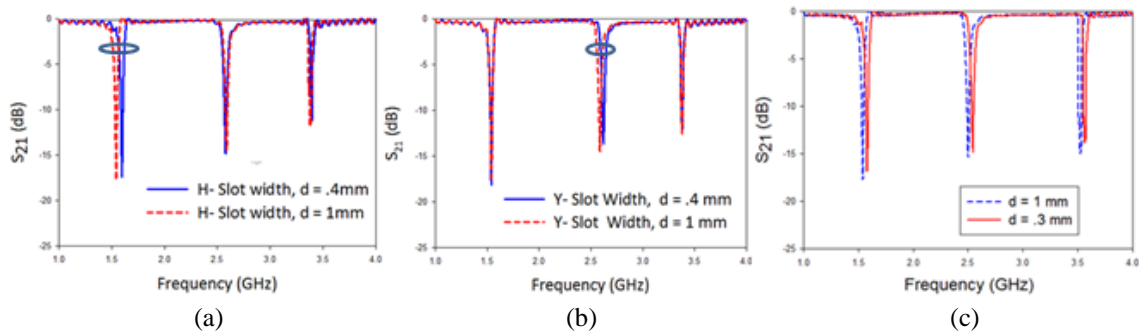 0
-5
-10
-15
-20
-25
S21 (dB)
H- Slot width, d = .4mm
H- Slot width, d = 1mm
1.0 1.5 2.0 2.5 3.0 3.5 4.0
Frequency (GHz)
(a)
0
-5
-10
-15
-20
-25
S21 (dB)
Y- Slot Width, d = .4 mm
Y- Slot Width, d = 1 mm
1.0 1.5 2.0 2.5 3.0 3.5 4.0
Frequency (GHz)
(b)
0
-5
-10
-15
-20
-25
S21 (dB)
d = 1 mm
d = .3 mm
1.0 1.5 2.0 2.5 3.0 3.5 4.0
Frequency (GHz)
(c)